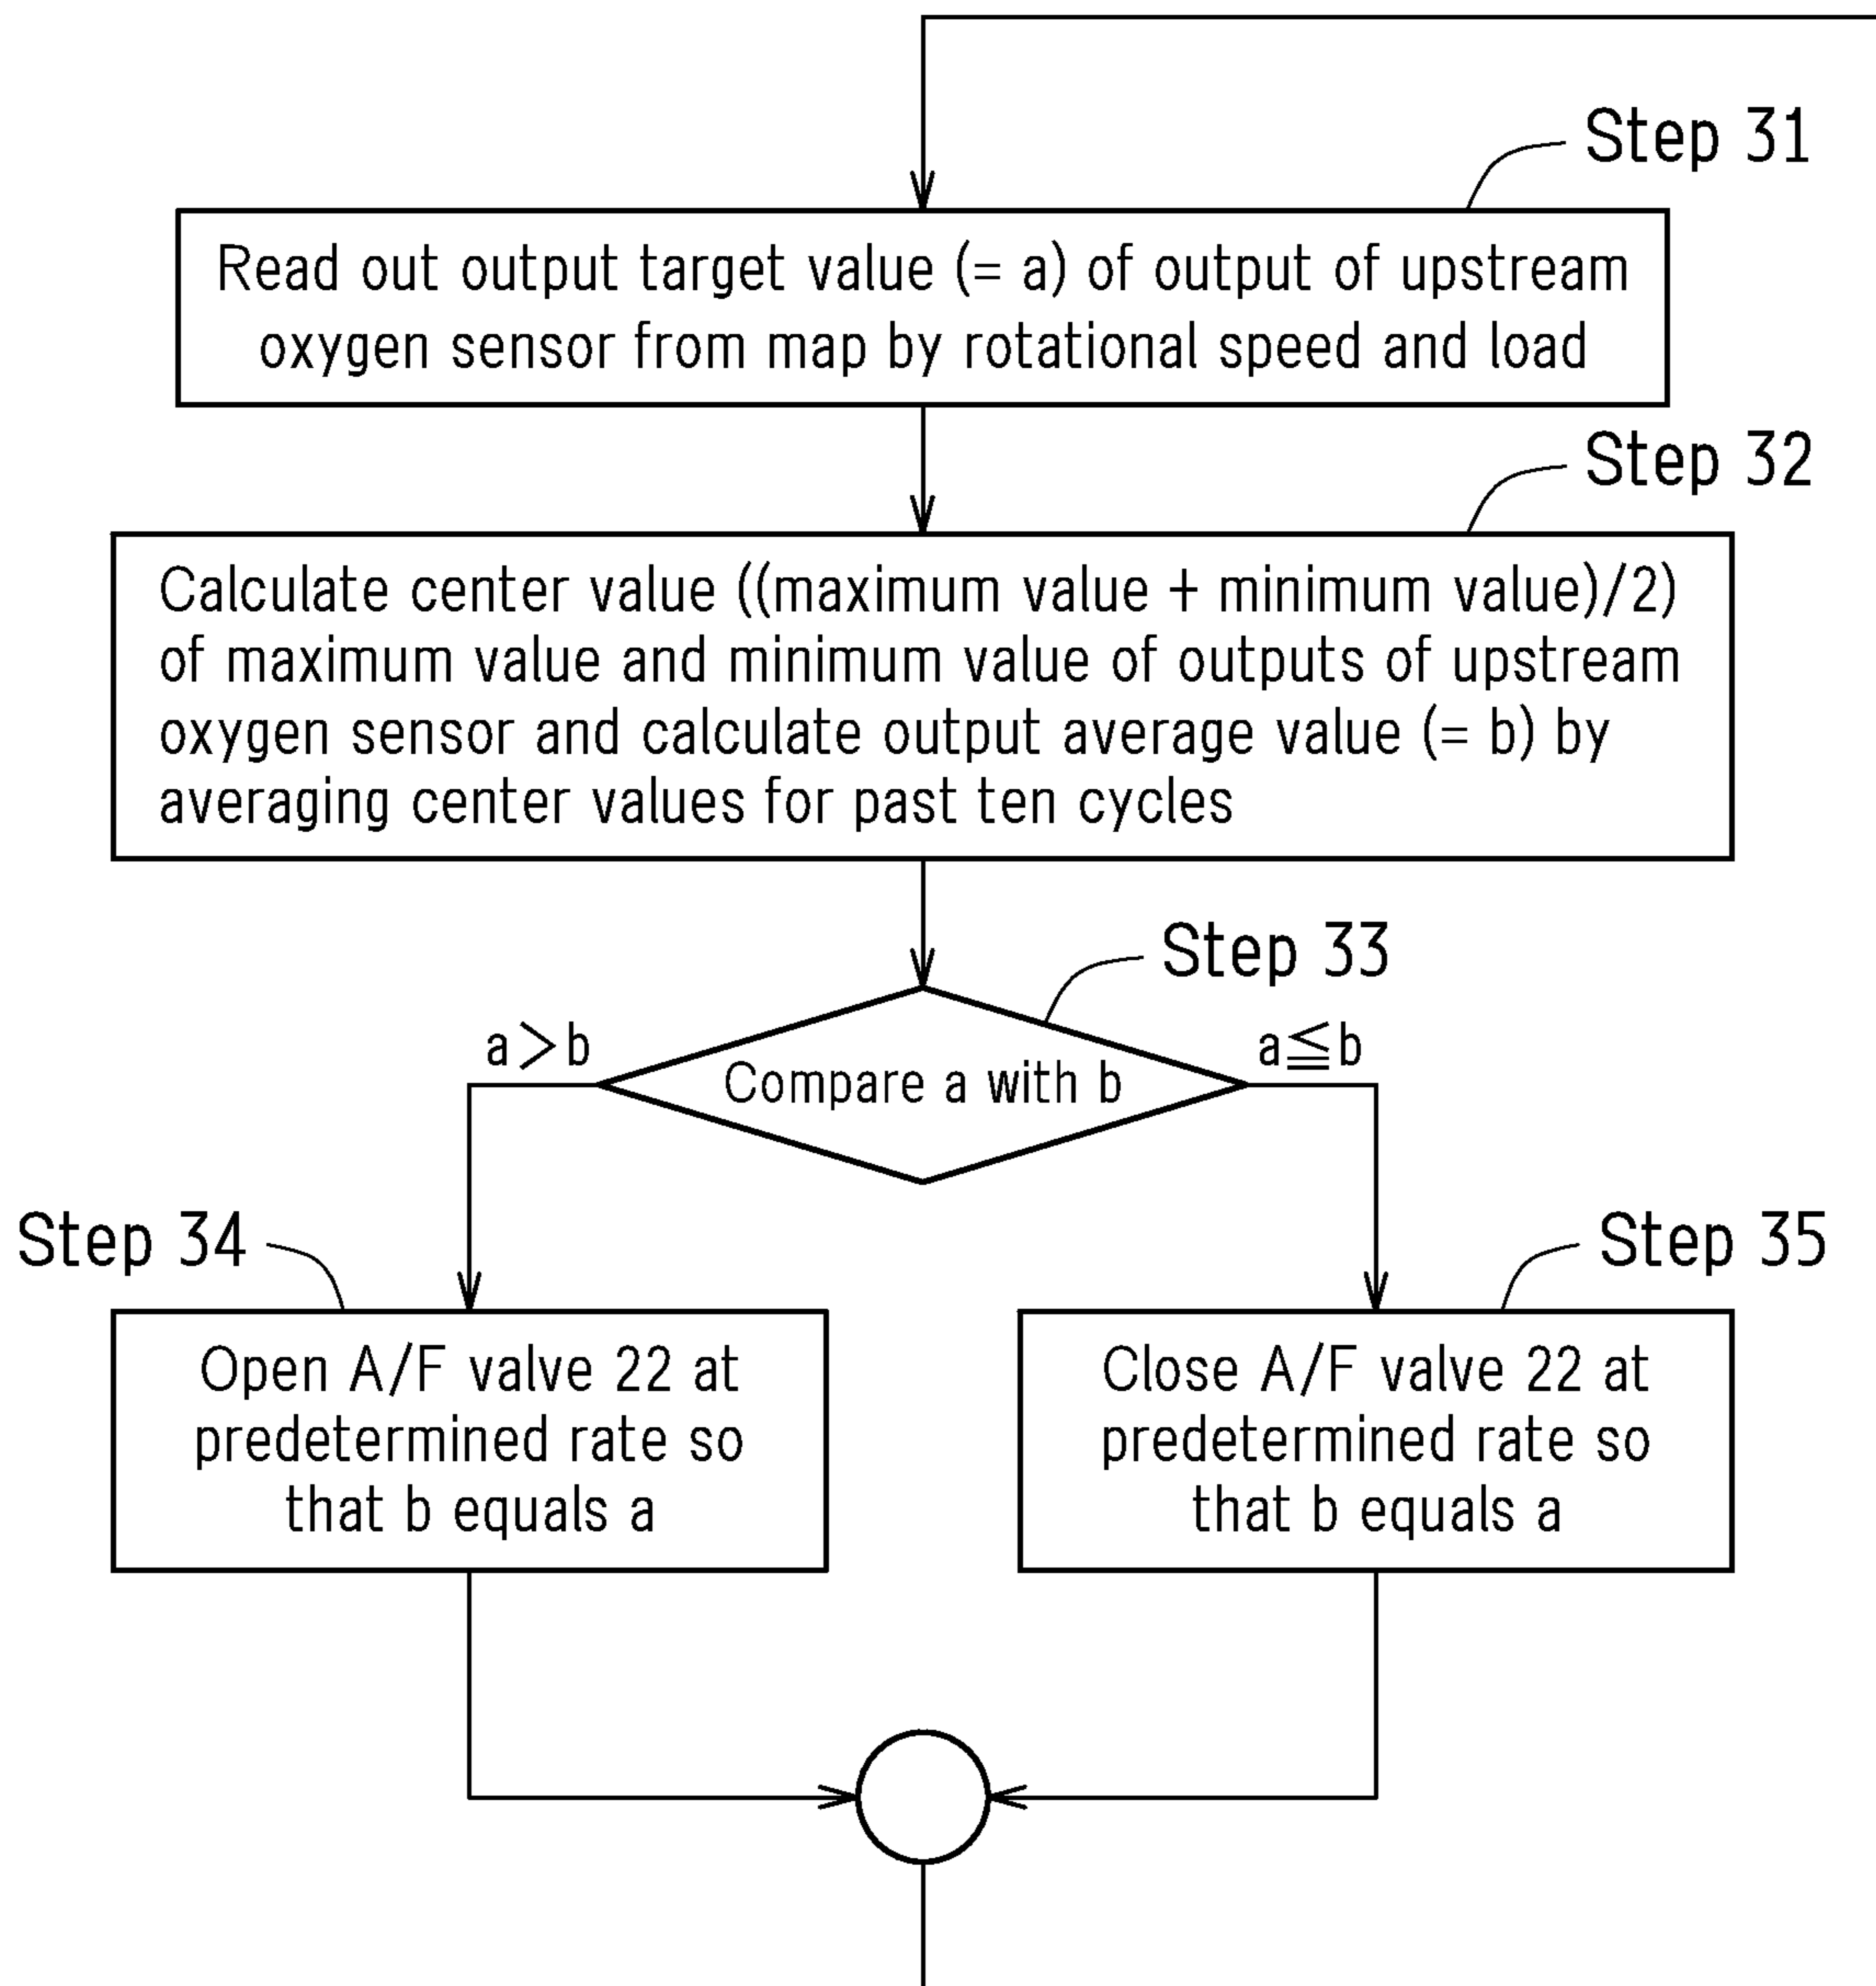 Step 31
Read out output target value (= a) of output of upstream
oxygen sensor from map by rotational speed and load
Step 32
Calculate center value ((maximum value + minimum value)/2)
of maximum value and minimum value of outputs of upstream
oxygen sensor and calculate output average value (= b) by
averaging center values for past ten cycles
Step 33
a>b
a≦b
Compare a with b
Step 34
Step 35
Open A/F valve 22 at
predetermined rate so
that b equals a
Close A/F valve 22 at
predetermined rate so
that b equals a